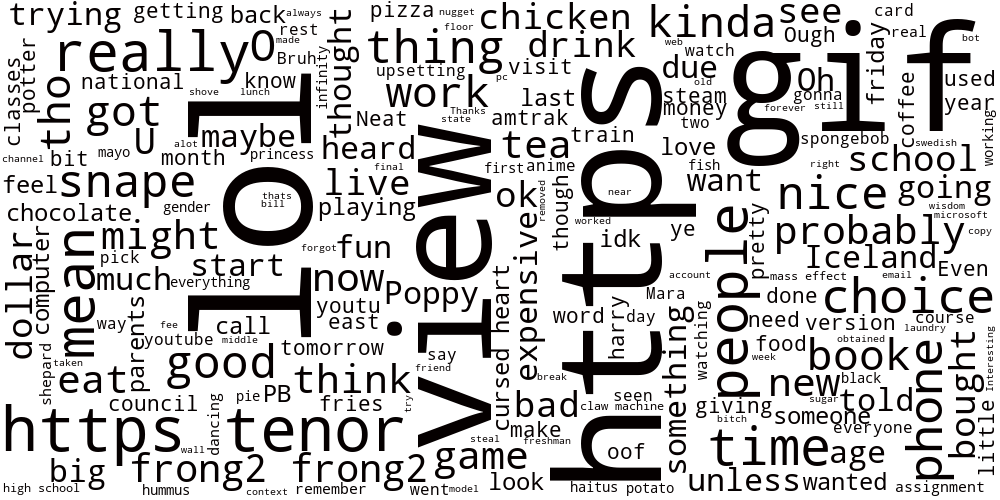 trying
getting
back
always
pizza
nugget
floor
chicken
kinda
see
card
real
bot
really
O
rest
made
Bruh
thought
thing
drink
web
watch
Ough
friday
gif
classes
potter
national
know
infinity
upsetting
visit
due
old
Oh
gonna
coffee
used
year
tho
got
shove
lunch
work
pc
last
steam
money
forever
still
U
maybe
Neat
Thanks
state
amtrak
two
spongebob
swedish
working
channel
bit
mayo
alot
month
princess
heard
tea
train
love
fish
right
school
feel
snape
lol
final
live
first
anime
want
nice
going
chocolate
gender
thats
bill
playing
view
ok
removed
though
near
https
wisdom
microsoft
dollar
computer
mean
might
forgot
fun
worked
idk
ye
people
pretty
probably
copy
pick
much
everything
start
now
youtu
Poppy
expensive
account
mass effect
Iceland
email
Even
way
parents
fee
call
east
heart
cursed
word
harry
Mara
day
done
choice
youtube
middle
tomorrow
say
friend
something
watching
need
version
course
laundry
interesting
shepard
taken
eat
good
think
break
food
week
obtained
book
phone
bought
little
council
pie
PB
fries
try
bad
claw machine
seen
giving
bitch
new
sugar
black
told
someone
everyone
https
wall
dancing
tenor
steal
make
freshman
oof
time
age
big
frong2
frong2
game
high school
hummus
context
remember
went
model
look
haitus
potato
unless
wanted
assignment